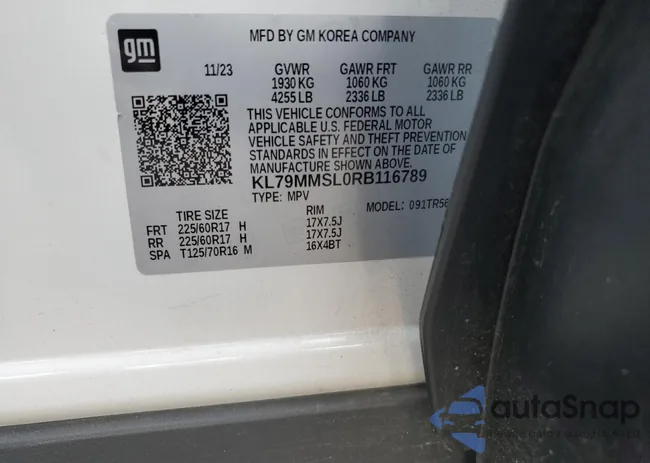 gm
MFD BY GM KOREA COMPANY
11/23 GVWR GAWR FRT GAWR RR
1930 KG 1060 KG 1060 KG
4255 LB 2336 LB 2336 LB
THIS VEHICLE CONFORMS TO ALL
APPLICABLE U.S. FEDERAL MOTOR
VEHICLE SAFETY AND THEFT PREVENTION
STANDARDS IN EFFECT ON THE DATE OF
MANUFACTURE SHOWN ABOVE.
KL79MMSL0RB116789
TYPE: MPV MODEL: 091TR56
TIRE SIZE RIM
FRT 225/60R17 H 17X7.5J
RR 225/60R17 H 17X7.5J
SPA T125/70R16 M 16X4BT
autoSnap